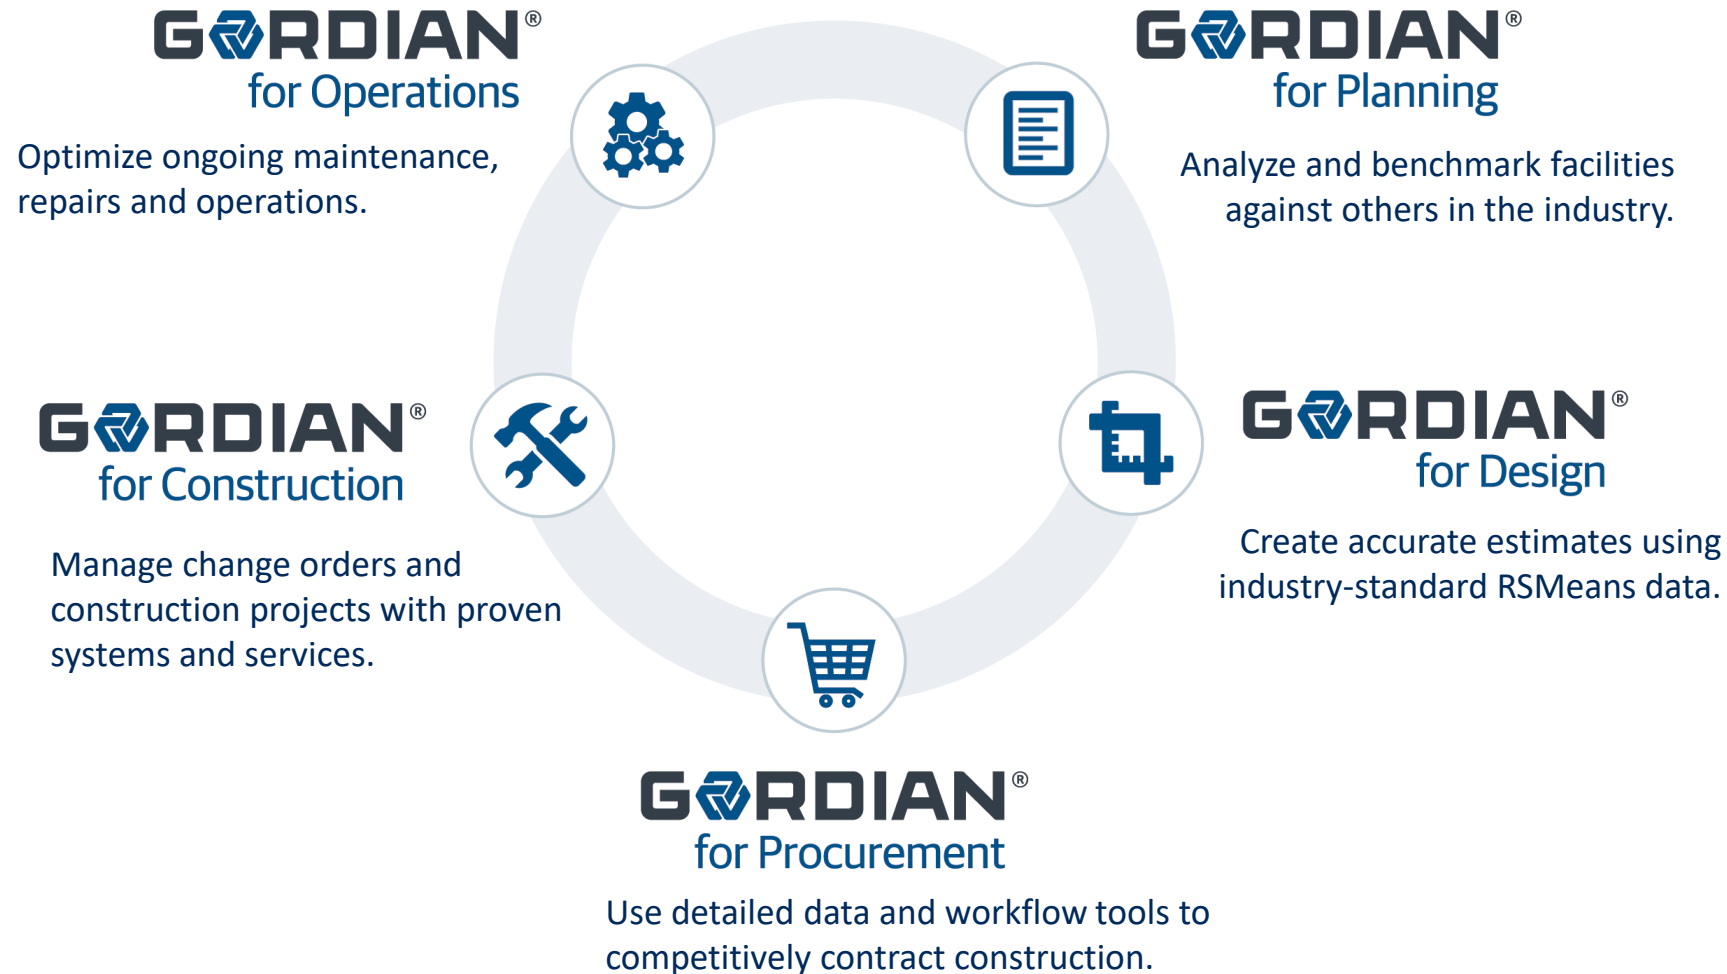 GORDIAN®
for Operations
Optimize ongoing maintenance,
repairs and operations.
GORDIAN®
for Planning
Analyze and benchmark facilities
against others in the industry.
GORDIAN®
for Construction
Manage change orders and
construction projects with proven
systems and services.
GORDIAN®
for Design
Create accurate estimates using
industry-standard RSMeans data.
GORDIAN®
for Procurement
Use detailed data and workflow tools to
competitively contract construction.